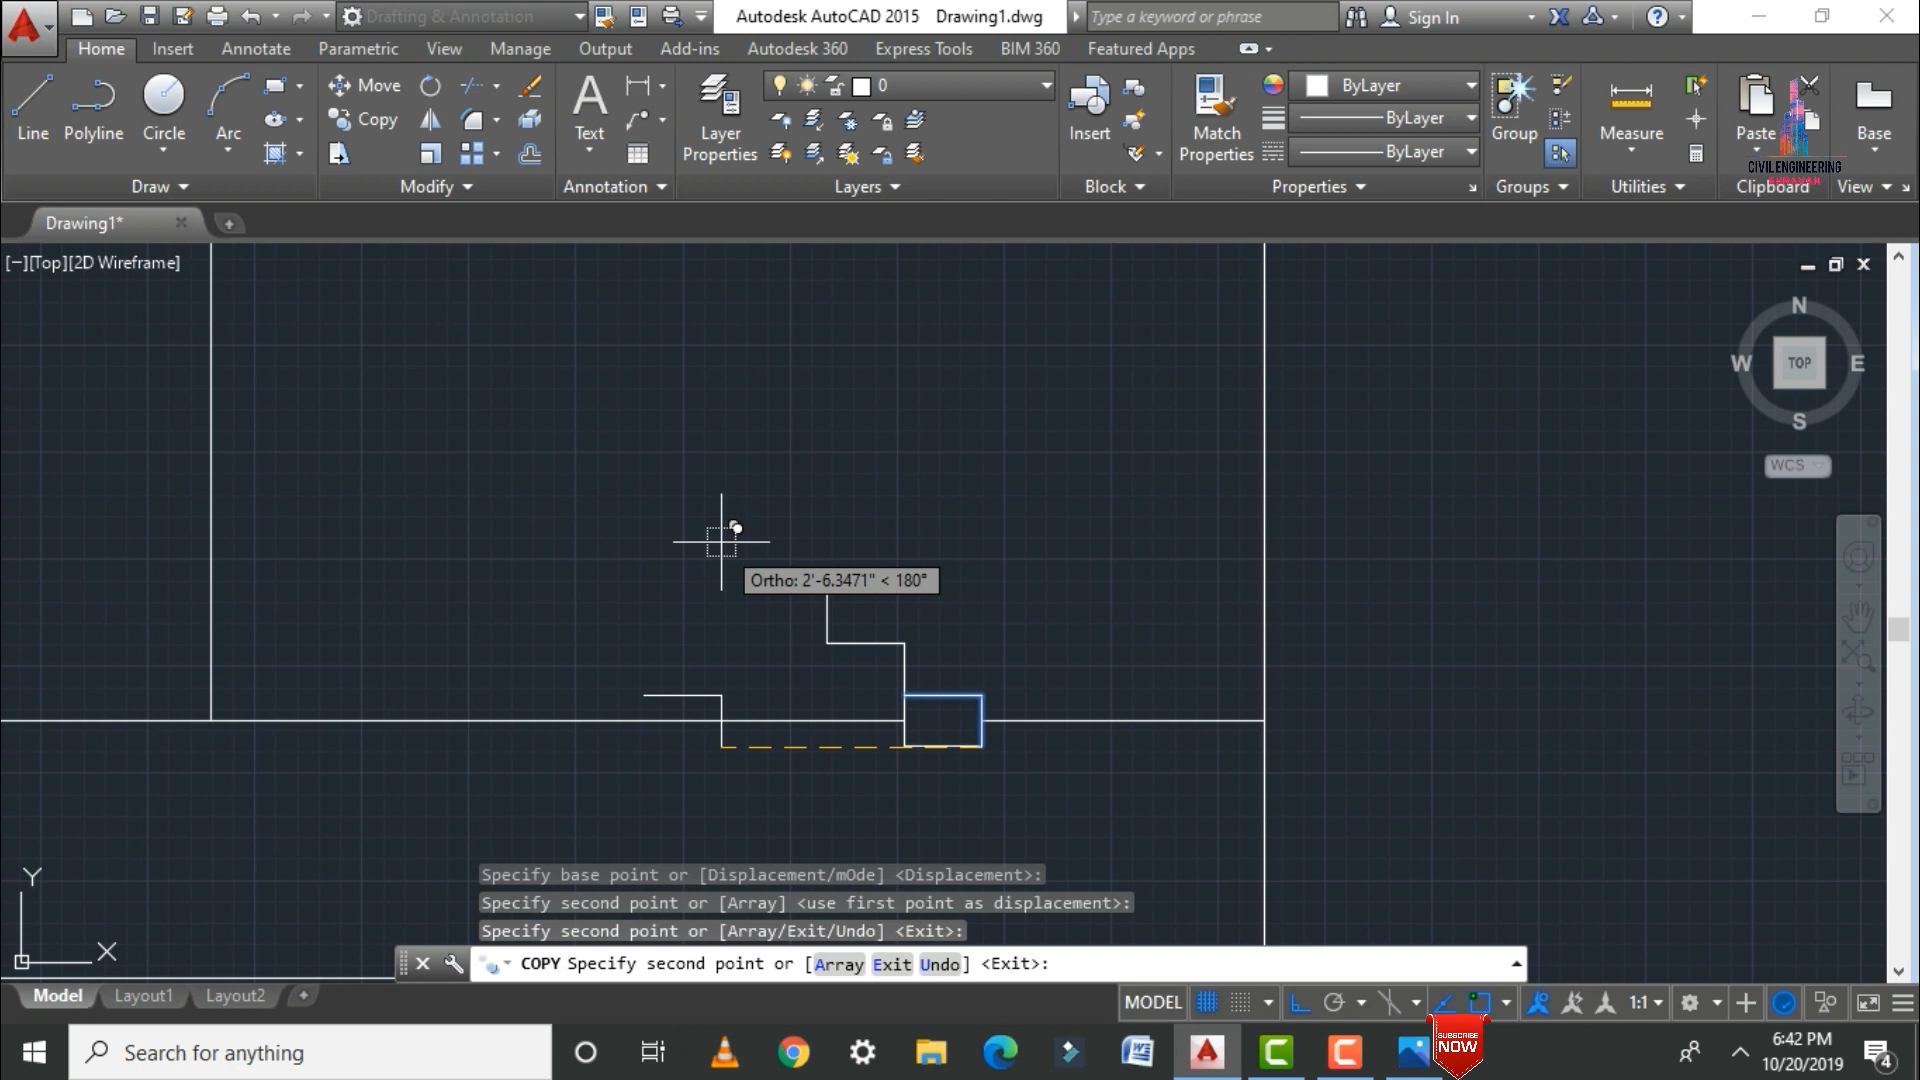 Drafting & Annotation
Autodesk AutoCAD 2015 Drawing1.dwg
Type a keyword or phrase
Sign In
Home Insert Annotate Parametric View Manage Output Add-ins Autodesk 360 Express Tools BIM 360 Featured Apps
Line Polyline Circle Arc
Move
Copy
Text
Layer Properties
0
Insert
Match Properties
ByLayer
ByLayer
ByLayer
Group
Measure
Paste
Base
CIVILENGINEERING
Draw Modify Annotation Layers Block Properties Groups Utilities Clipboard View
Drawing1*
[−][Top][2D Wireframe]
N
W TOP E
S
WCS
Ortho: 2'-6.3471" < 180°
Y
X
Specify base point or [Displacement/mOde] <Displacement>:
Specify second point or [Array] <use first point as displacement>:
Specify second point or [Array/Exit/Undo] <Exit>:
COPY Specify second point or [Array Exit Undo] <Exit>:
Model Layout1 Layout2
MODEL
1:1
SUBSCRIBE
NOW
Search for anything
6:42 PM
10/20/2019
4